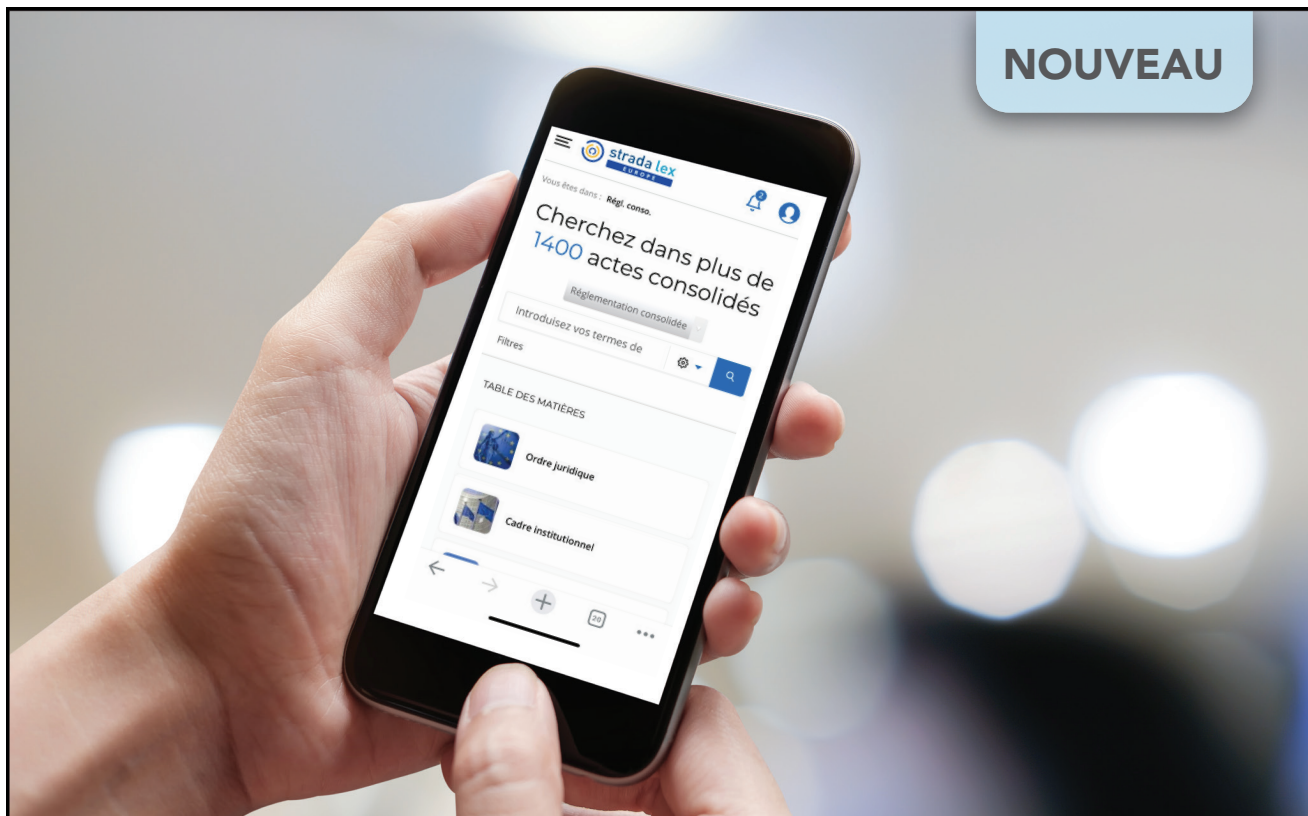 NOUVEAU
strada lex
EUROPE
2
Vous êtes dans : Régl. conso.
Cherchez dans plus de
1400 actes consolidés
Réglementation consolidée
Introduisez vos termes de
Filtres
TABLE DES MATIÈRES
Ordre juridique
Cadre institutionnel
20